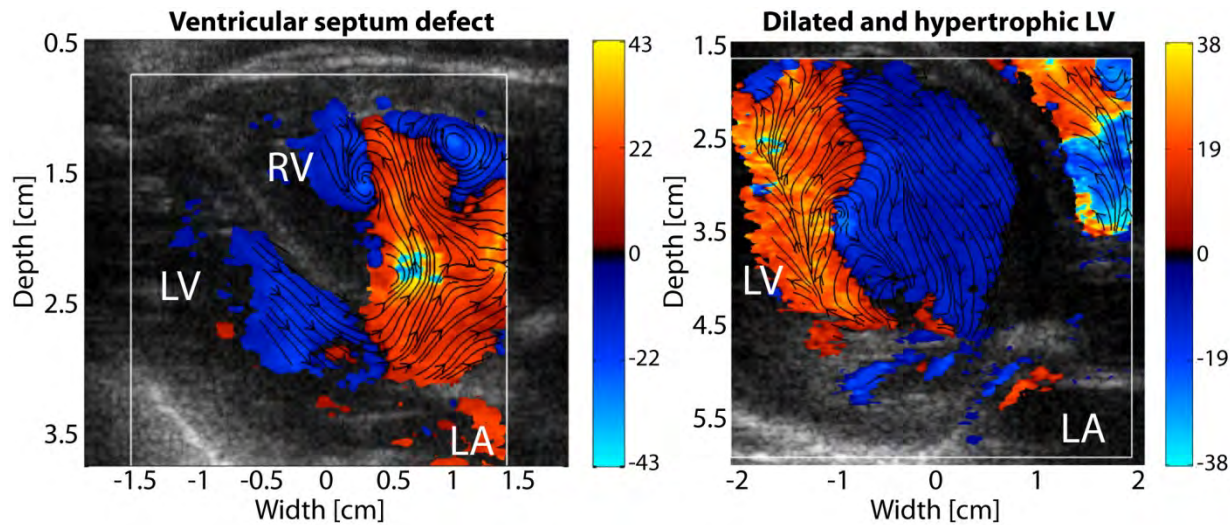 Ventricular septum defect
0.5
1.5
2.5
3.5
Depth [cm]
RV
LV
LA
-1.5
-1
-0.5
0
0.5
1
1.5
Width [cm]
43
22
0
-22
-43
Dilated and hypertrophic LV
1.5
2.5
3.5
4.5
5.5
Depth [cm]
LV
LA
-2
-1
0
1
2
Width [cm]
38
19
0
-19
-38